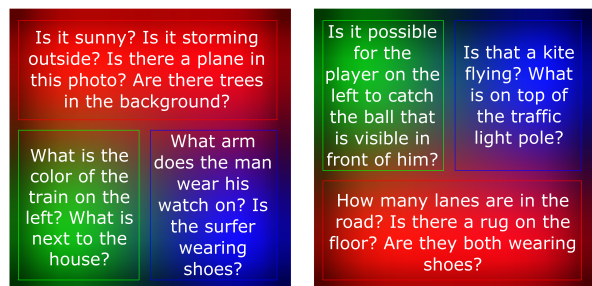 Is it sunny? Is it storming
outside? Is there a plane in
this photo? Are there trees
in the background?
What is the
color of the
train on the
left? What is
next to the
house?
What arm
does the man
wear his
watch on? Is
the surfer
wearing
shoes?
Is it possible
for the
player on the
left to catch
the ball that
is visible in
front of him?
Is that a kite
flying? What
is on top of
the traffic
light pole?
How many lanes are in the
road? Is there a rug on the
floor? Are they both wearing
shoes?